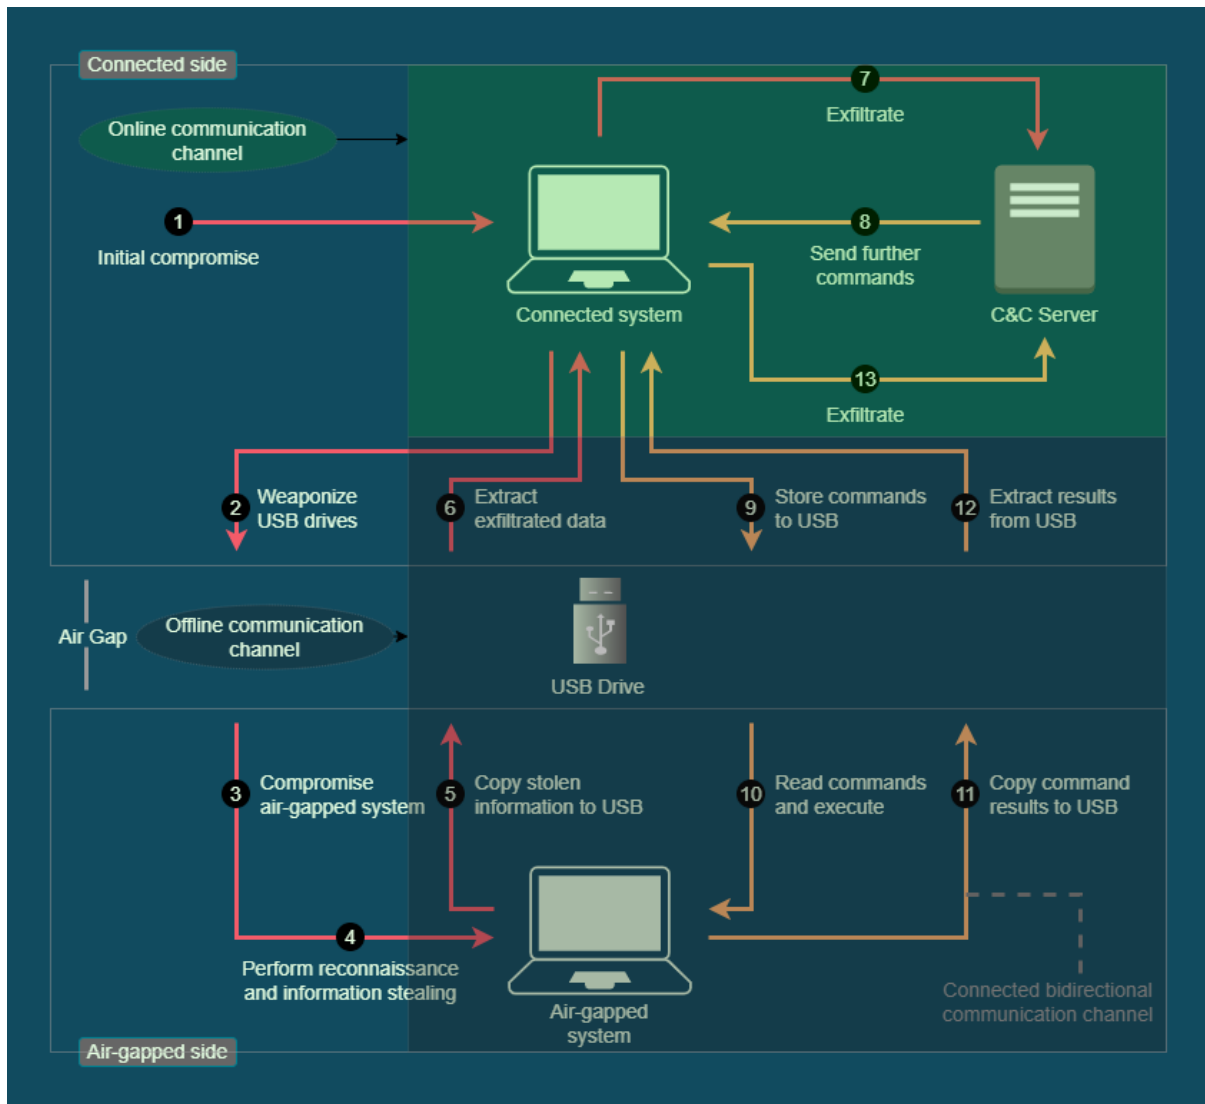 Connected side
Online communication
channel
7
Exfiltrate
1
Initial compromise
8
Send further
commands
Connected system
C&C Server
13
Exfiltrate
2
Weaponize
USB drives
6
Extract
exfiltrated data
9
Store commands
to USB
12
Extract results
from USB
Air Gap
Offline communication
channel
USB Drive
3
Compromise
air-gapped system
5
Copy stolen
information to USB
10
Read commands
and execute
11
Copy command
results to USB
4
Perform reconnaissance
and information stealing
Air-gapped
system
Connected bidirectional
communication channel
Air-gapped side